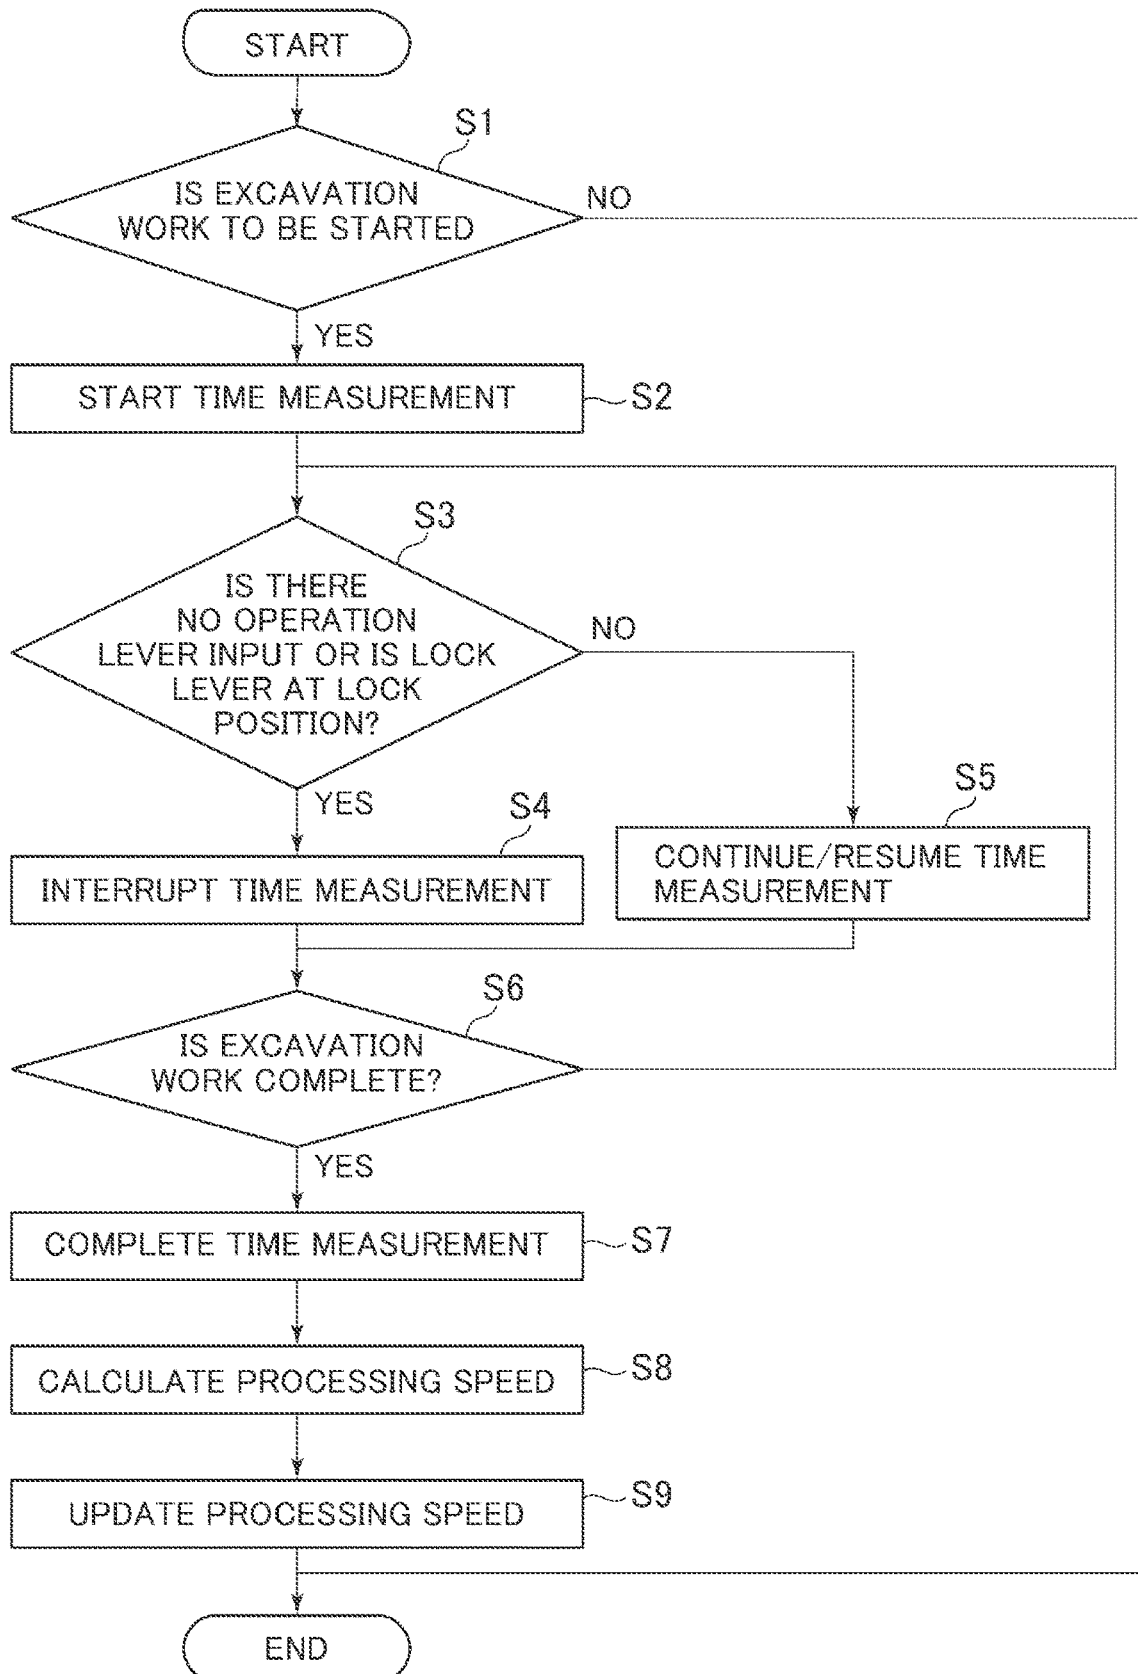 START
S1
IS EXCAVATION
WORK TO BE STARTED
NO
YES
START TIME MEASUREMENT
S2
S3
IS THERE
NO OPERATION
LEVER INPUT OR IS LOCK
LEVER AT LOCK
POSITION?
NO
YES
S4
S5
INTERRUPT TIME MEASUREMENT
CONTINUE/RESUME TIME
MEASUREMENT
S6
IS EXCAVATION
WORK COMPLETE?
YES
COMPLETE TIME MEASUREMENT
S7
CALCULATE PROCESSING SPEED
S8
UPDATE PROCESSING SPEED
S9
END